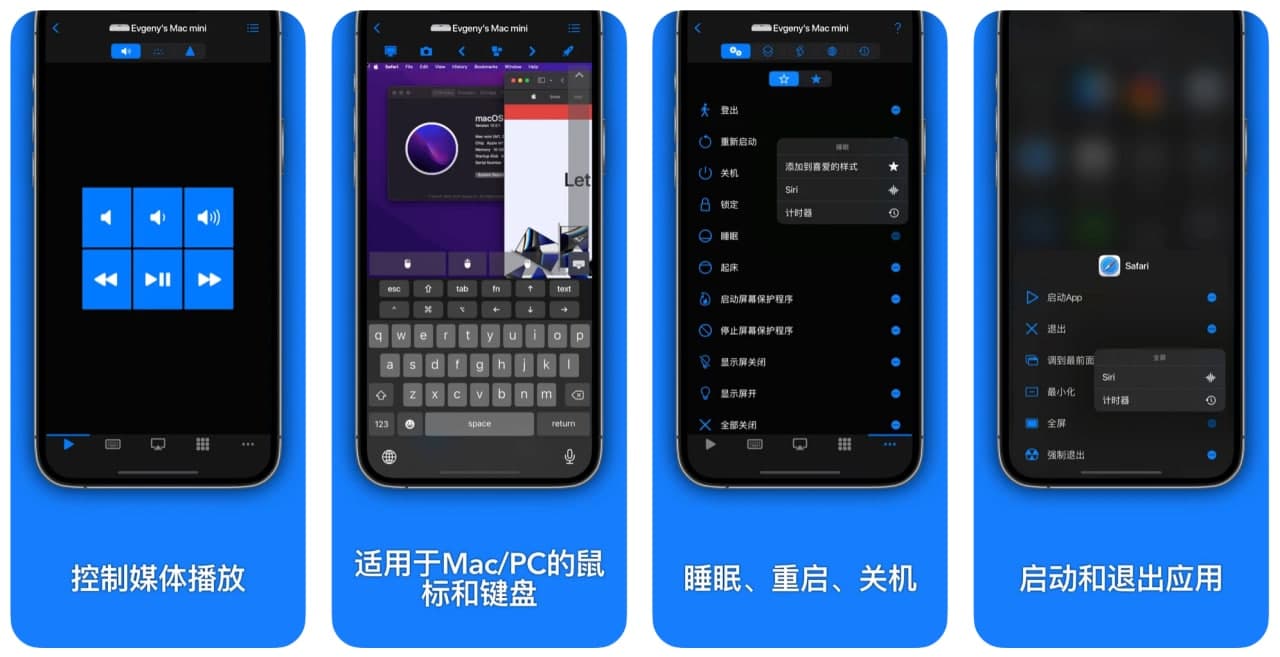 Evgeny's Mac mini
控制媒体播放
Evgeny's Mac mini
Safari File Edit View History Bookmarks Window Help
macOS
Let
esc tab fn text
q w e r t y u i o p
a s d f g h j k l
z x c v b n m
123 space return
适用于Mac/PC的鼠
标和键盘
Evgeny's Mac mini
登出
重新启动
关机
锁定
睡眠
起床
启动屏幕保护程序
停止屏幕保护程序
显示屏关闭
显示屏开
全部关闭
睡眠
添加到喜爱的样式
Siri
计时器
睡眠、重启、关机
Safari
启动App
退出
调到最前面
最小化
全屏
强制退出
全屏
Siri
计时器
启动和退出应用